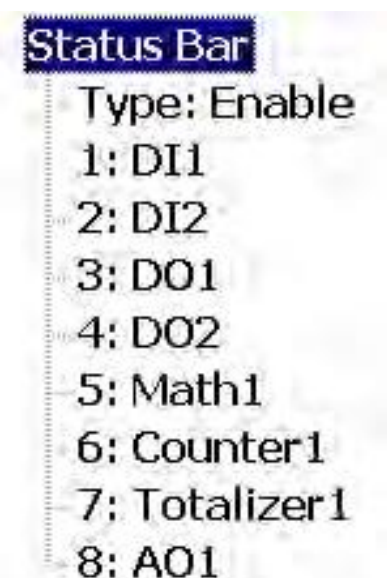 Status Bar
Type: Enable
1: DI1
2: DI2
3: DO1
4: DO2
5: Math1
6: Counter1
7: Totalizer1
8: AO1